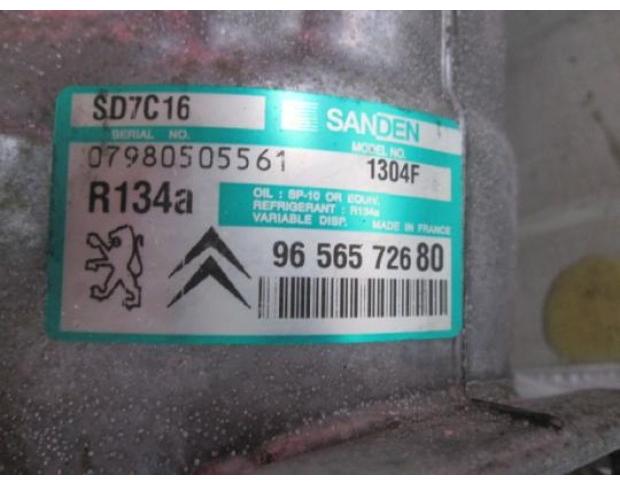 SD7C16
SANDEN
SERIAL NO.
MODEL NO.
07980505561
1304F
R134a
OIL : SP-10 OR EQUIV.
REFRIGERANT : R134a
VARIABLE DISP. MADE IN FRANCE
96 565 726 80